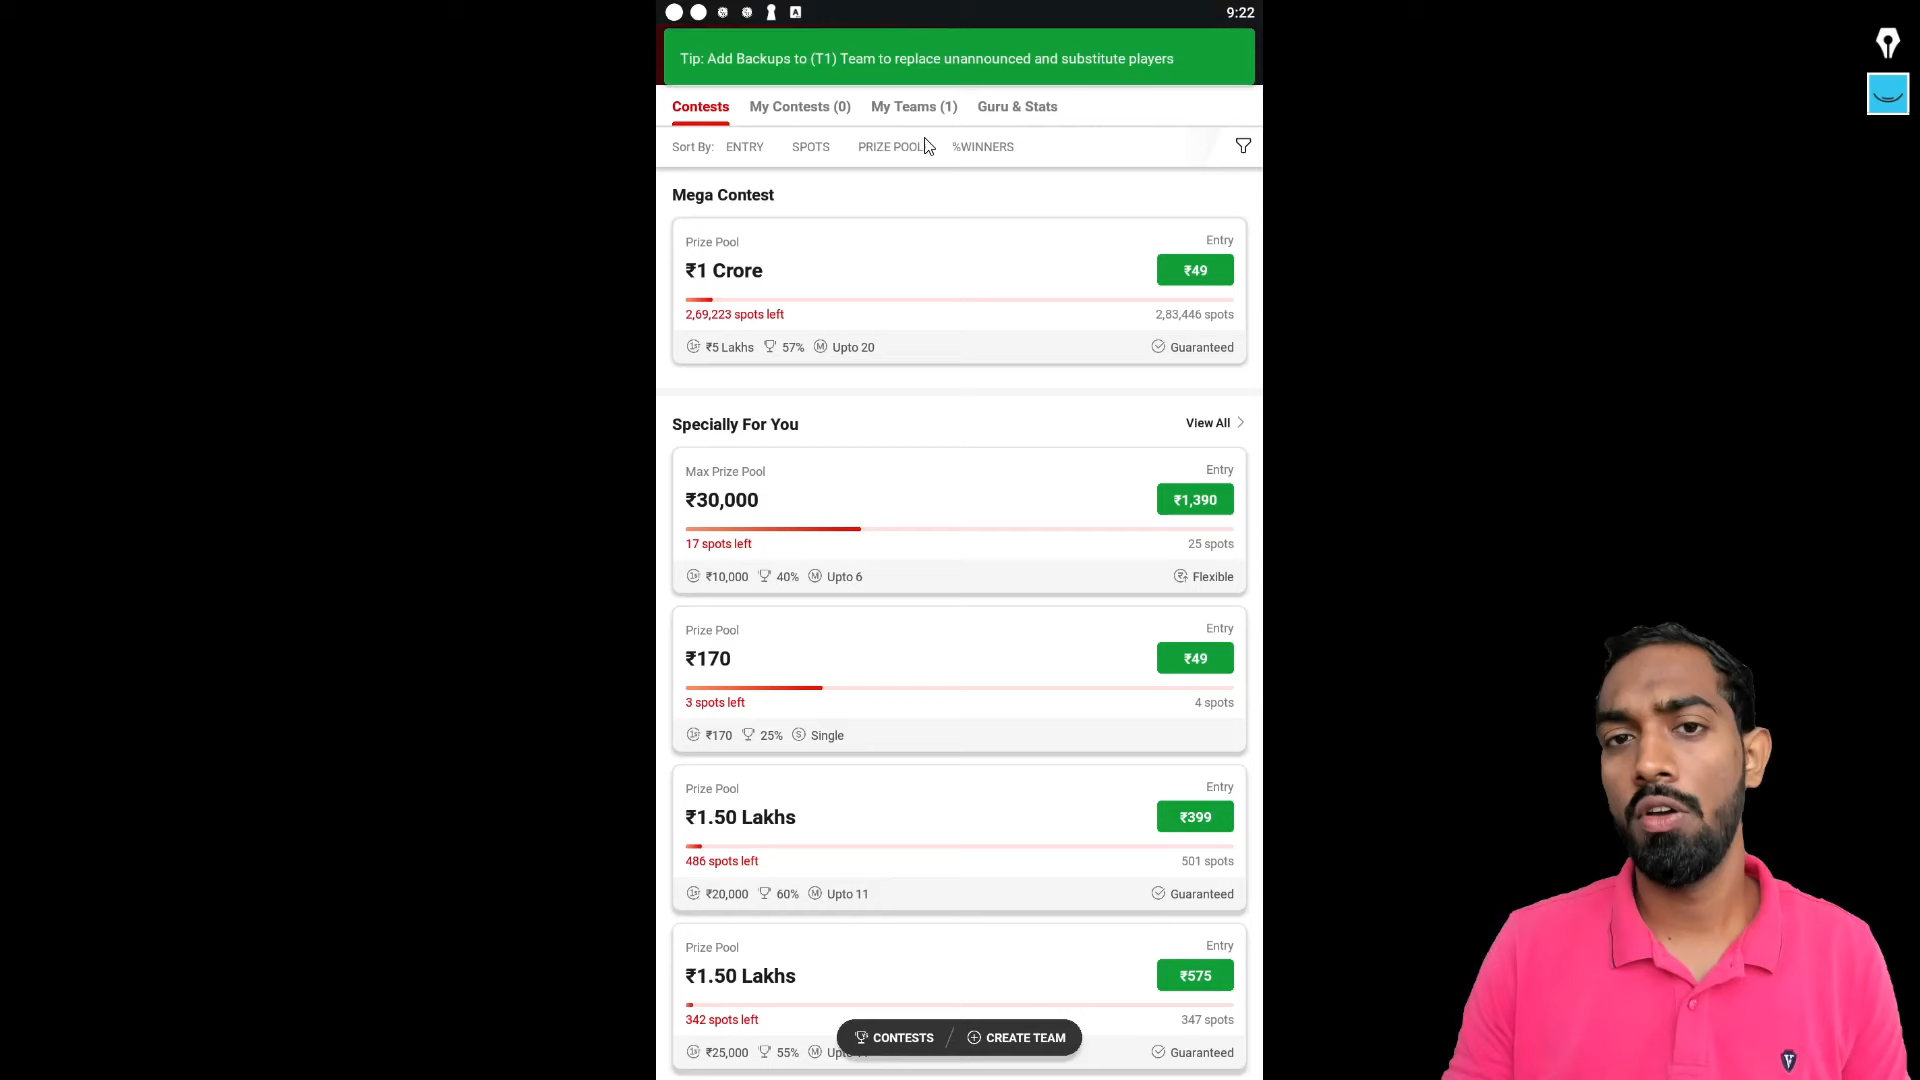 9:22
Tip: Add Backups to (T1) Team to replace unannounced and substitute players
Contests My Contests (0) My Teams (1) Guru & Stats
Sort By: ENTRY SPOTS PRIZE POOL %WINNERS
Mega Contest
Prize Pool Entry
₹1 Crore ₹49
2,69,223 spots left 2,83,446 spots
1st ₹5 Lakhs 57% M Upto 20 Guaranteed
Specially For You View All
Max Prize Pool Entry
₹30,000 ₹1,390
17 spots left 25 spots
1st ₹10,000 40% M Upto 6 Flexible
Prize Pool Entry
₹170 ₹49
3 spots left 4 spots
1st ₹170 25% S Single
Prize Pool Entry
₹1.50 Lakhs ₹399
486 spots left 501 spots
1st ₹20,000 60% M Upto 11 Guaranteed
Prize Pool Entry
₹1.50 Lakhs ₹575
342 spots left 347 spots
CONTESTS CREATE TEAM
1st ₹25,000 55% M Guaranteed